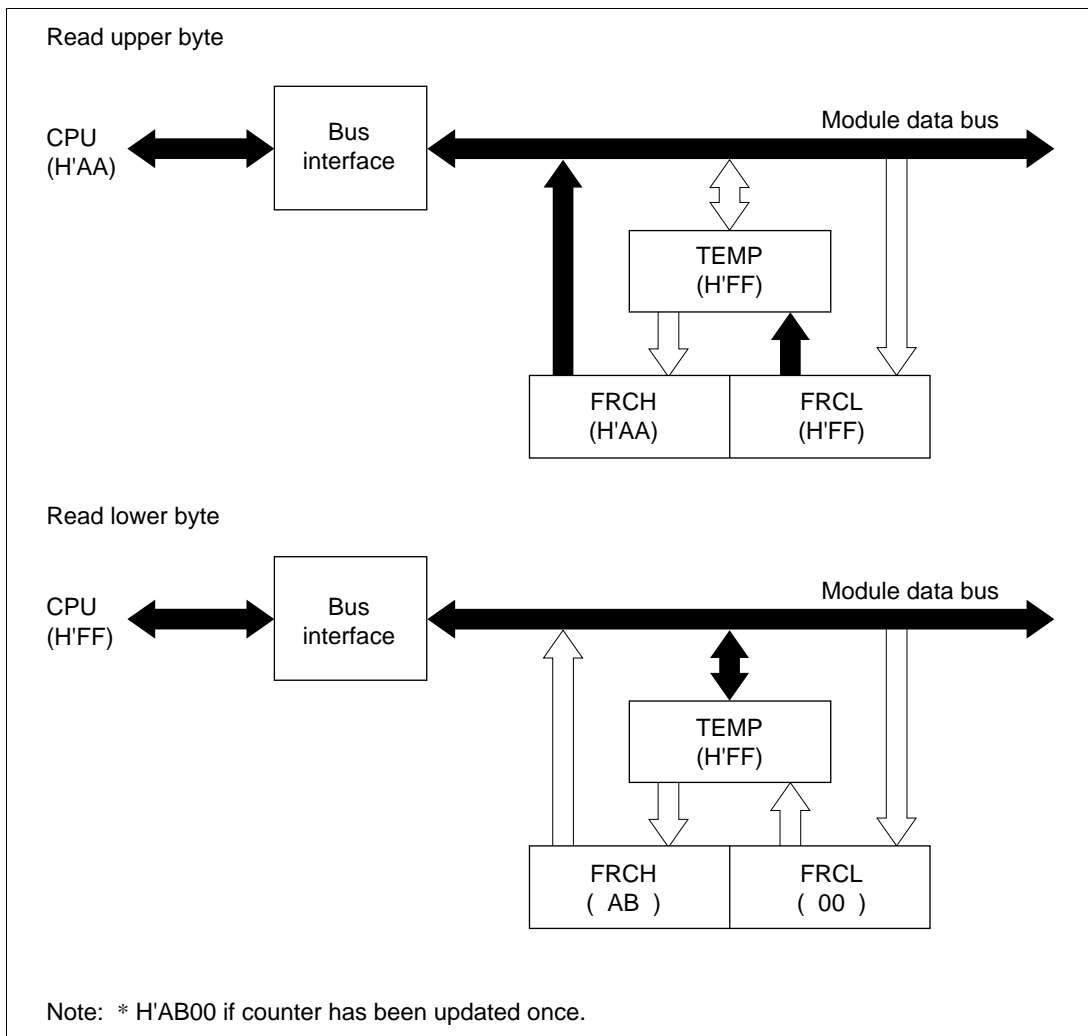 Read upper byte
CPU
(H'AA)
Bus
interface
Module data bus
TEMP
(H'FF)
FRCH
(H'AA)
FRCL
(H'FF)
Read lower byte
CPU
(H'FF)
Bus
interface
Module data bus
TEMP
(H'FF)
FRCH
( AB )
FRCL
( 00 )
Note: * H'AB00 if counter has been updated once.